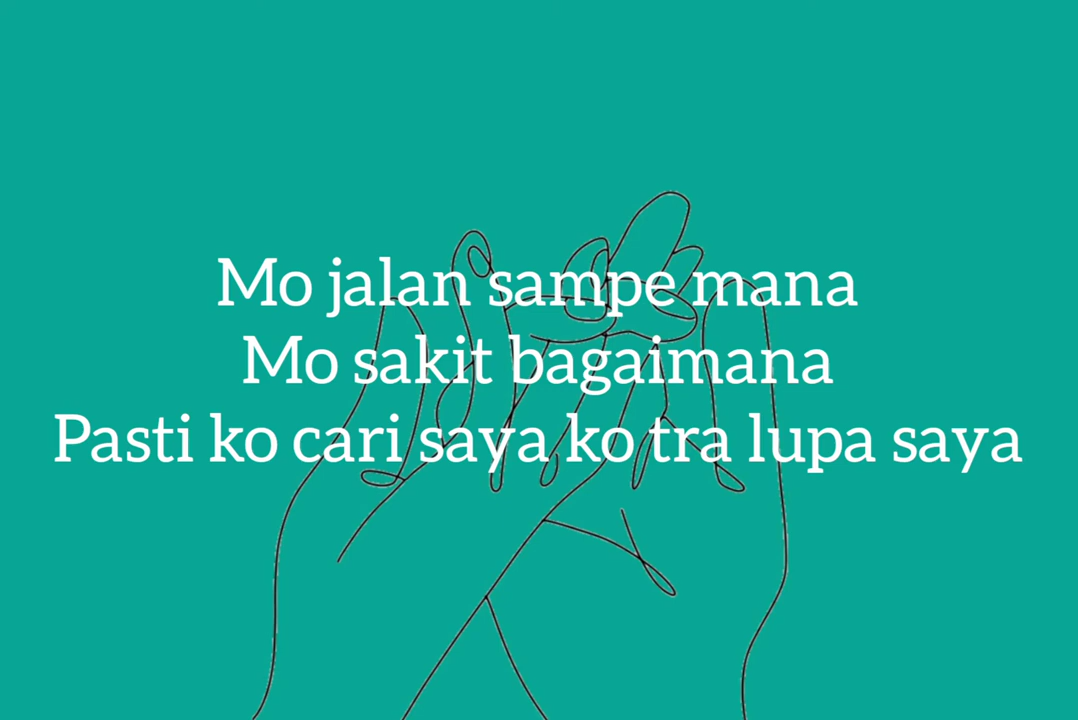 Mo jalan sampe mana
Mo sakit bagaimana
Pasti ko cari saya ko tra lupa saya